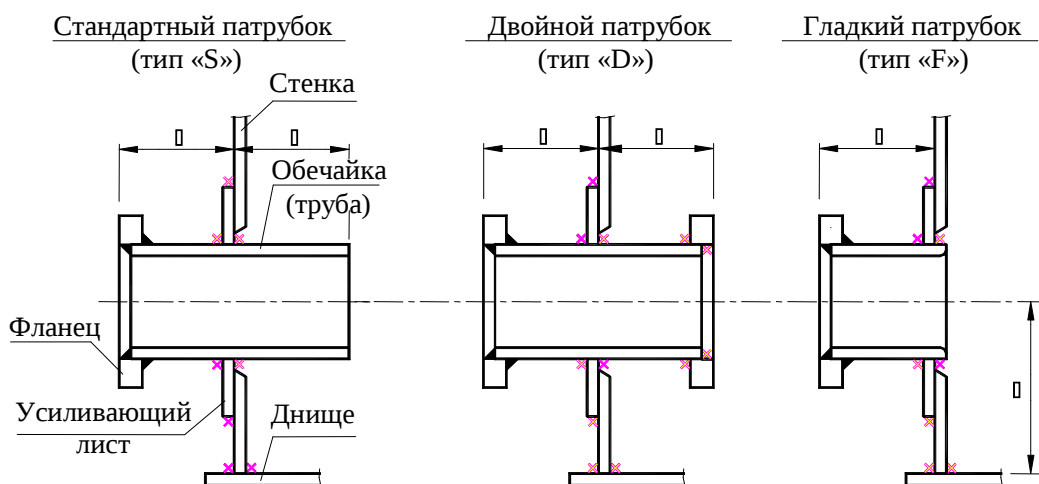 Стандартный патрубок
(тип «S»)
Двойной патрубок
(тип «D»)
Гладкий патрубок
(тип «F»)
Стенка
Обечайка
(труба)
Фланец
Усиливающий
лист
Днище